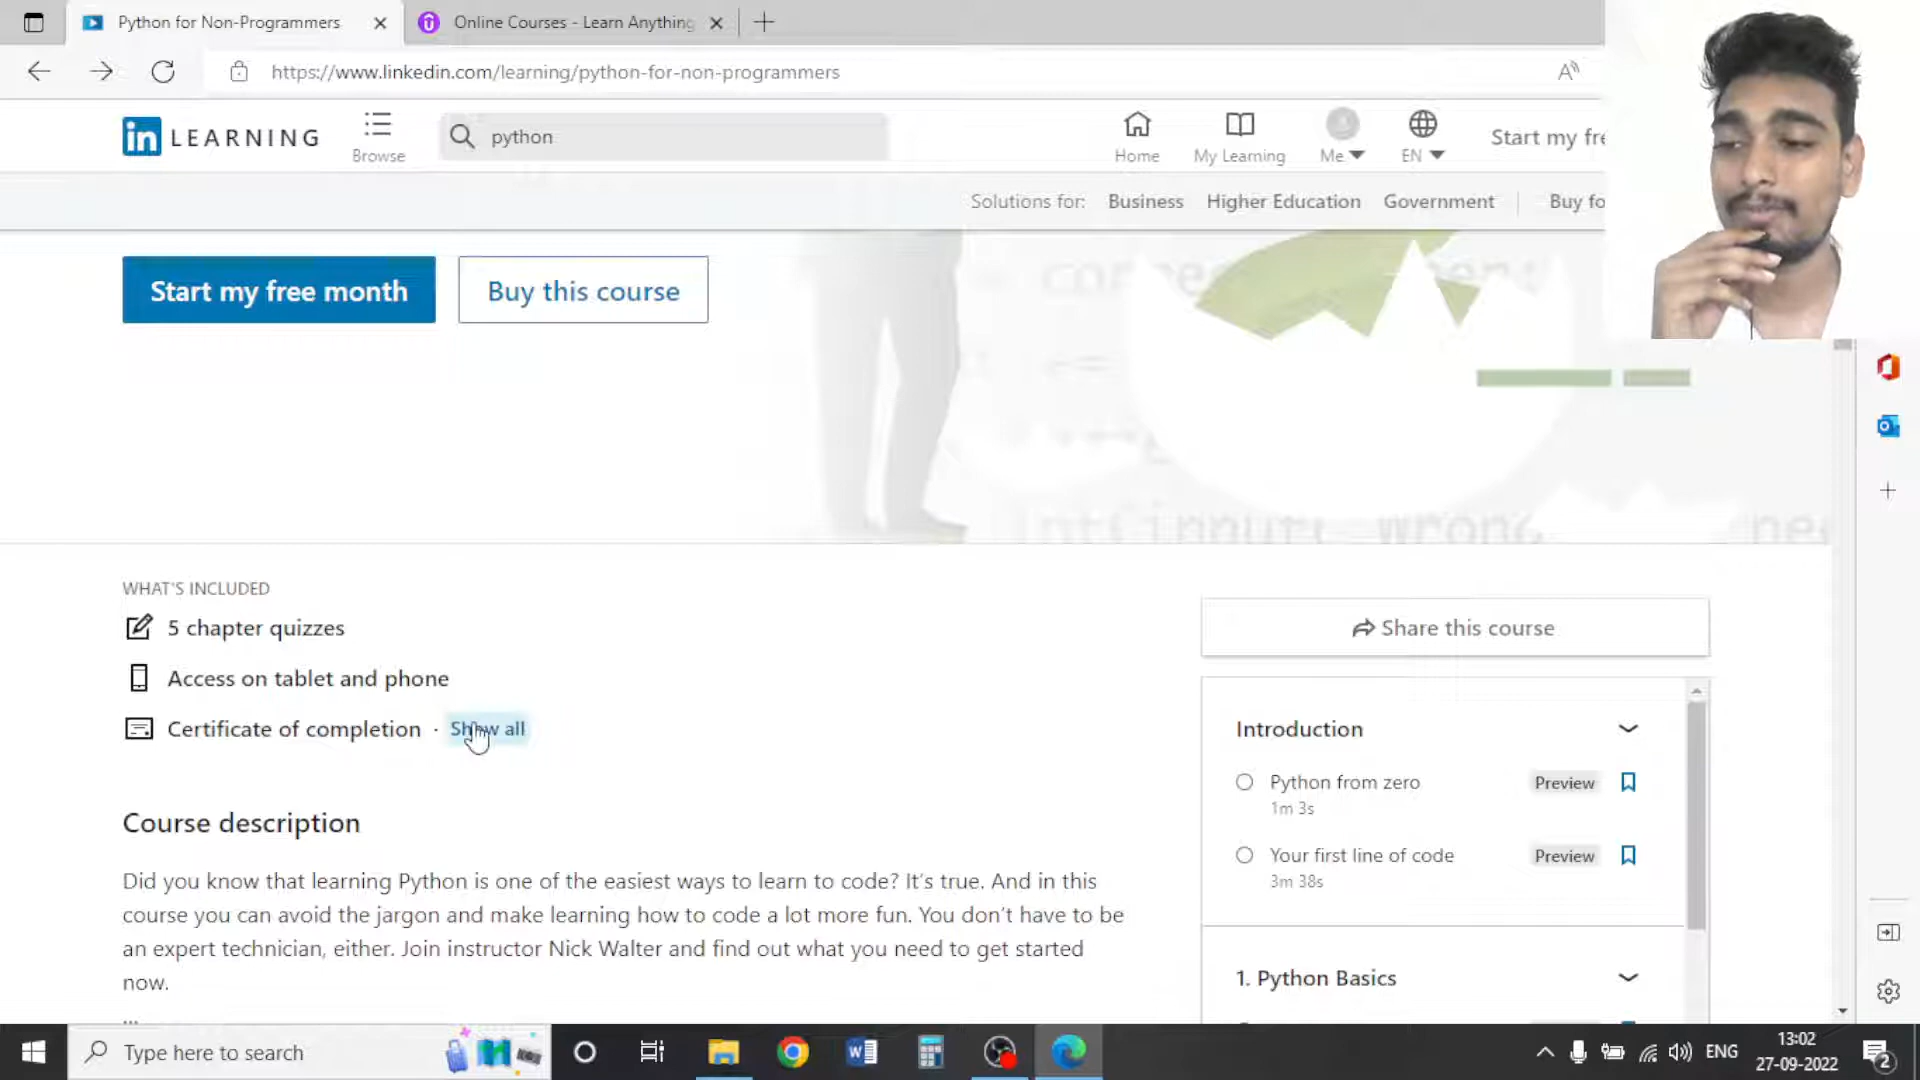 Python for Non-Programmers
Online Courses - Learn Anything
https://www.linkedin.com/learning/python-for-non-programmers
in LEARNING
Browse
python
Home
My Learning
Me
EN
Start my fre
Solutions for:
Business
Higher Education
Government
Buy fo
Start my free month
Buy this course
WHAT'S INCLUDED
5 chapter quizzes
Access on tablet and phone
Certificate of completion · Show all
Share this course
Introduction
Python from zero
Preview
1m 3s
Your first line of code
Preview
3m 38s
1. Python Basics
Course description
Did you know that learning Python is one of the easiest ways to learn to code? It's true. And in this
course you can avoid the jargon and make learning how to code a lot more fun. You don't have to be
an expert technician, either. Join instructor Nick Walter and find out what you need to get started
now.
...
Type here to search
ENG
13:02
27-09-2022
2